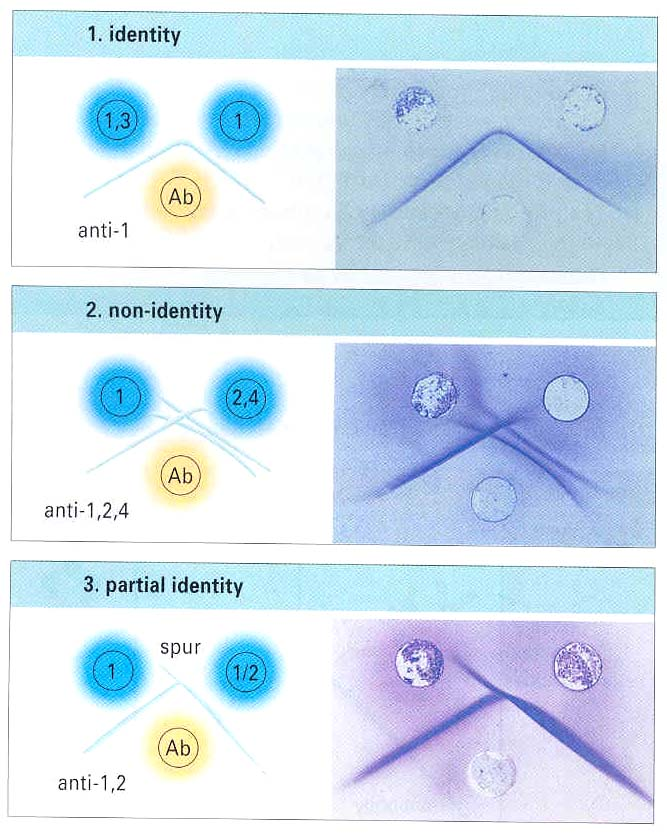 1. identity
1,3
1
Ab
anti-1
2. non-identity
1
2,4
Ab
anti-1,2,4
3. partial identity
spur
1
1/2
Ab
anti-1,2